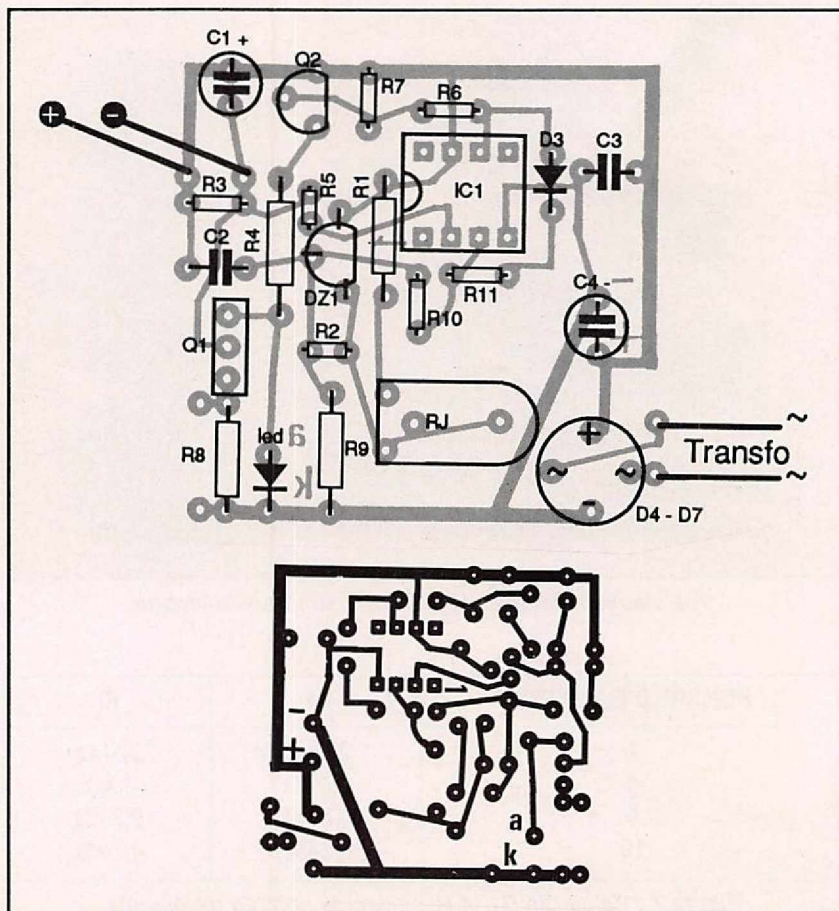 C1 +
Q2
R7
R6
D3
C3
+
-
R3
R5
R1
IC1
C2
R4
DZ1
R11
C4 -
-
+
R10
Q1
R2
RJ
+
~
Transfo
~
led
a
R8
k
R9
~
~
-
D4 - D7
1
-
+
a
k